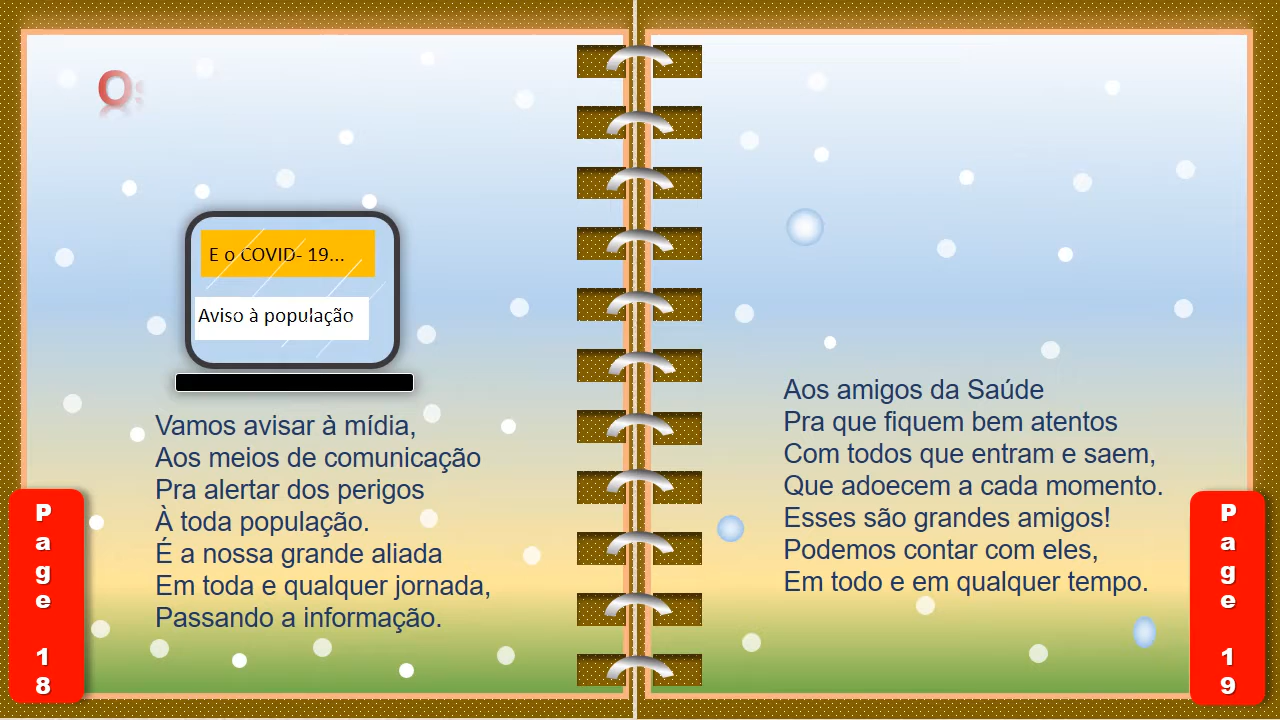 Os
E o COVID- 19...
Aviso à população
Vamos avisar à mídia,
Aos meios de comunicação
Pra alertar dos perigos
À toda população.
É a nossa grande aliada
Em toda e qualquer jornada,
Passando a informação.
Page 18
Aos amigos da Saúde
Pra que fiquem bem atentos
Com todos que entram e saem,
Que adoecem a cada momento.
Esses são grandes amigos!
Podemos contar com eles,
Em todo e em qualquer tempo.
Page 19